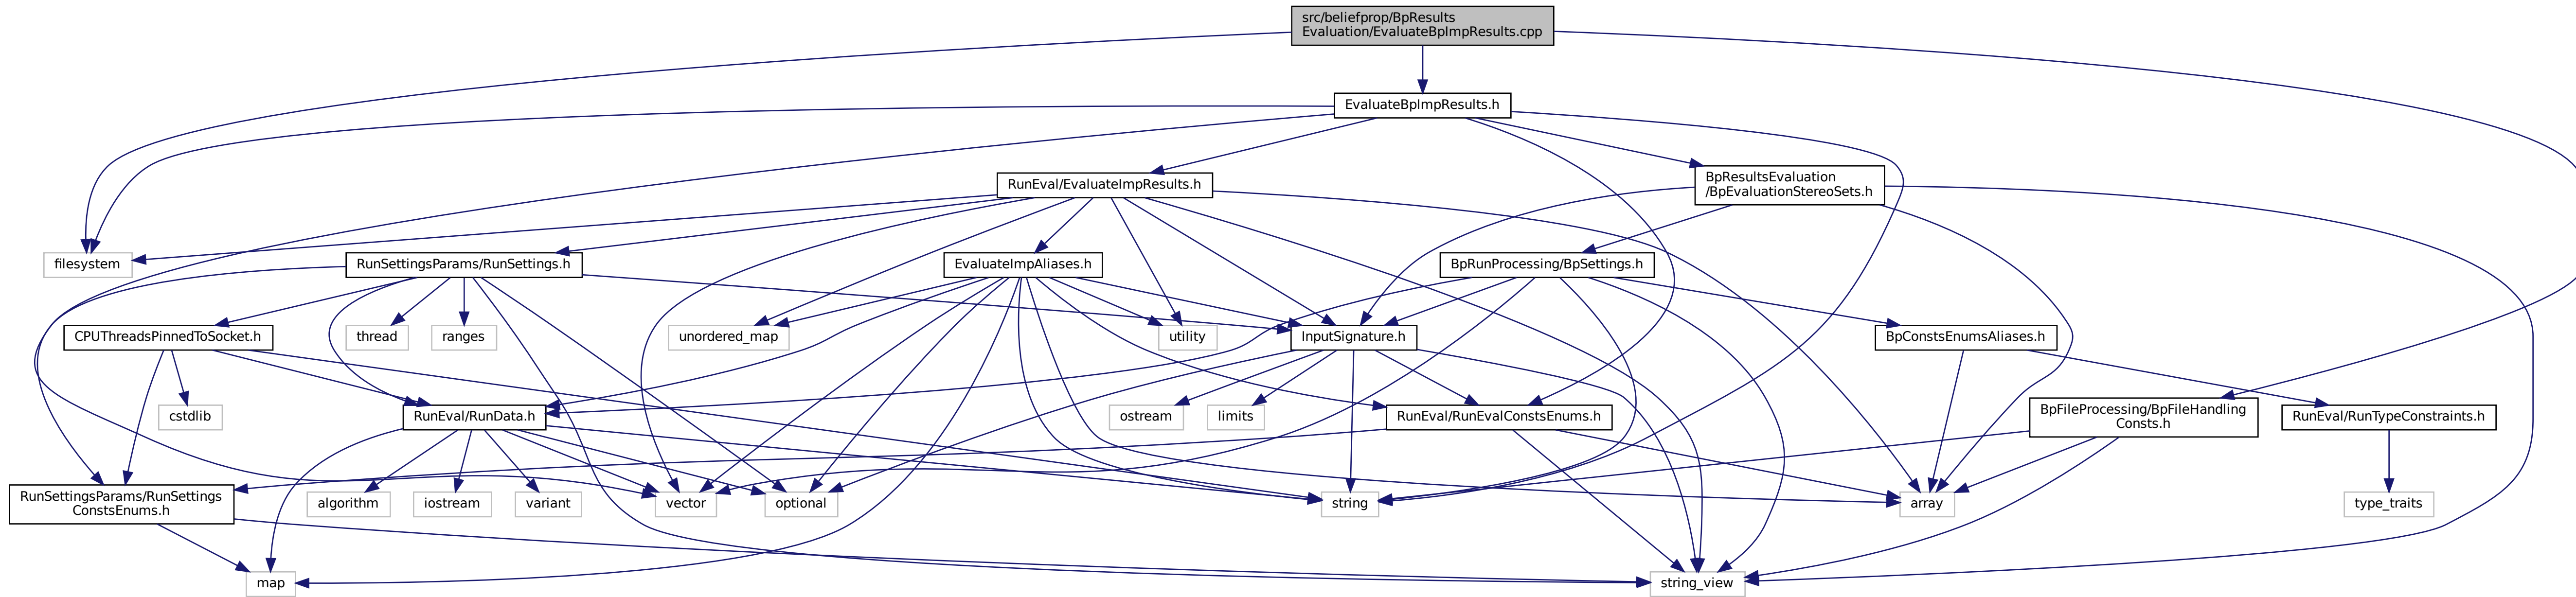 src/beliefprop/BpResults
Evaluation/EvaluateBpImpResults.cpp
EvaluateBpImpResults.h
RunEval/EvaluateImpResults.h
BpResultsEvaluation
/BpEvaluationStereoSets.h
filesystem
RunSettingsParams/RunSettings.h
EvaluateImpAliases.h
BpRunProcessing/BpSettings.h
CPUThreadsPinnedToSocket.h
thread
ranges
unordered_map
utility
InputSignature.h
BpConstsEnumsAliases.h
cstdlib
RunEval/RunData.h
ostream
limits
RunEval/RunEvalConstsEnums.h
BpFileProcessing/BpFileHandling
Consts.h
RunEval/RunTypeConstraints.h
RunSettingsParams/RunSettings
ConstsEnums.h
algorithm
iostream
variant
vector
optional
string
array
type_traits
map
string_view